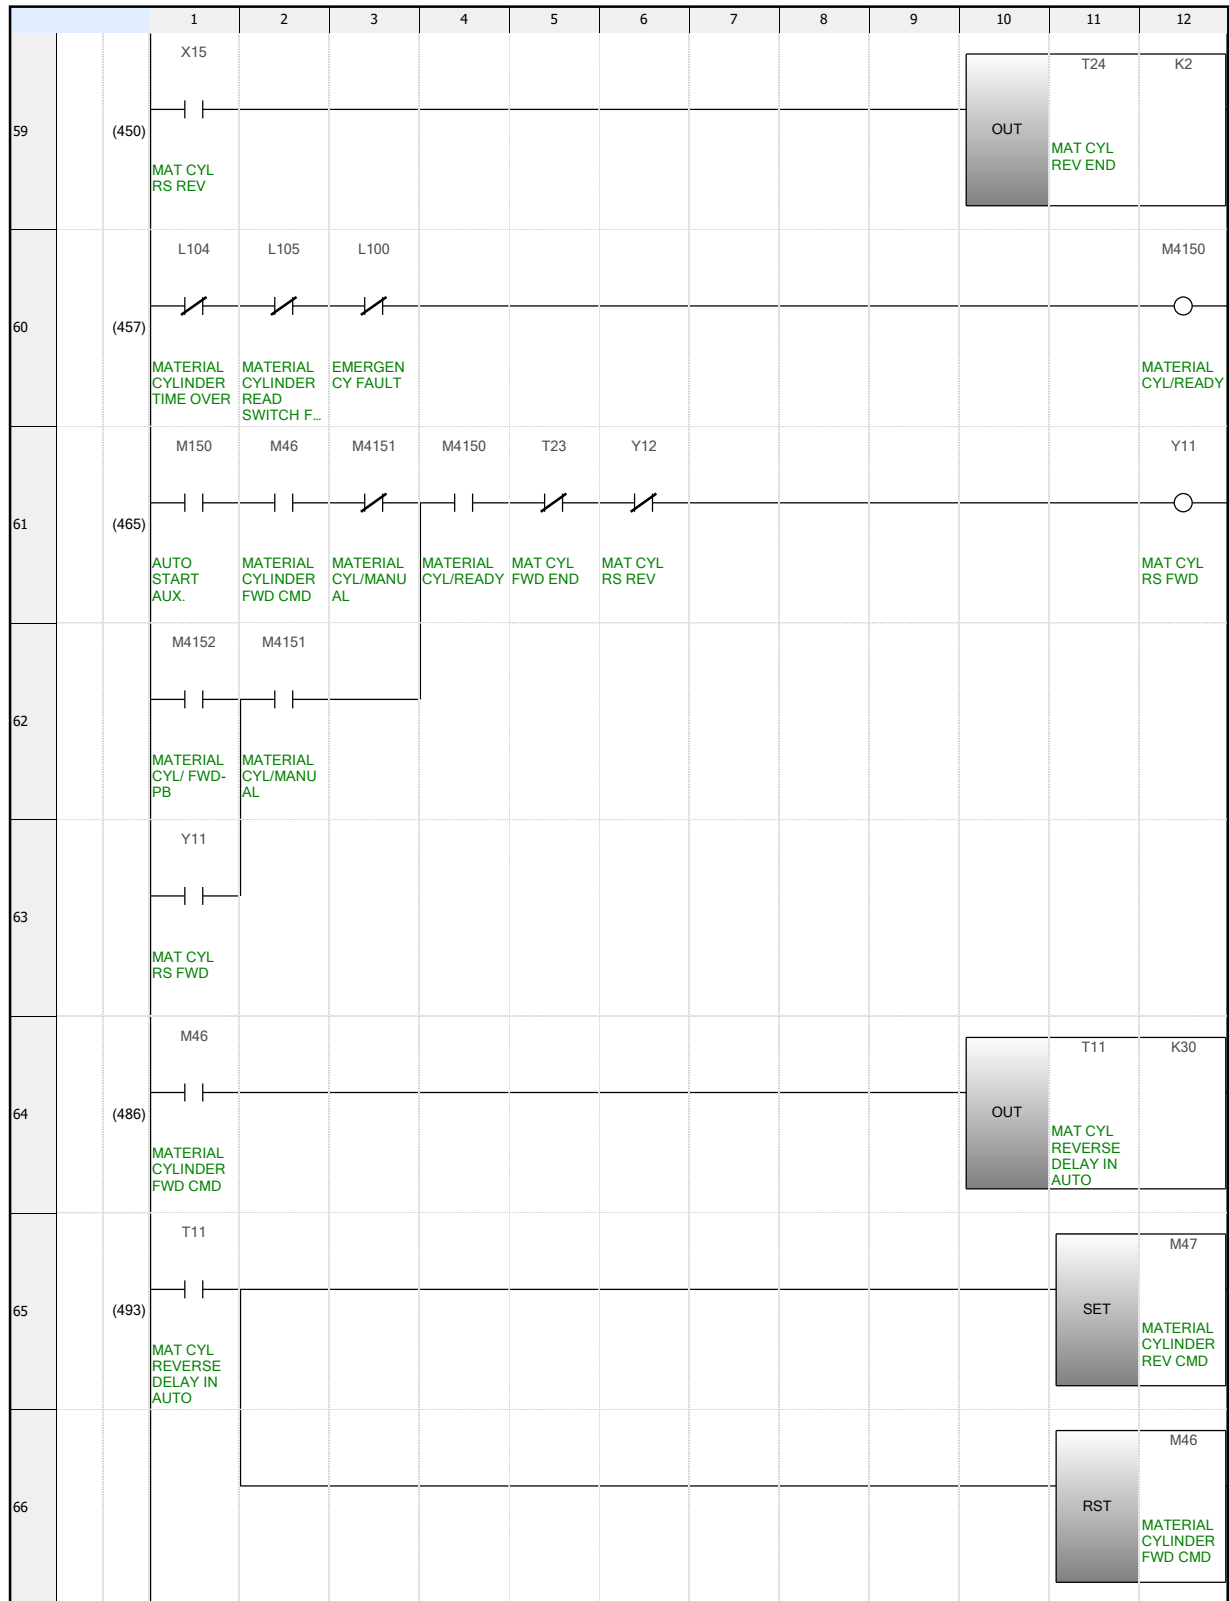 1 2 3 4 5 6 7 8 9 10 11 12
X15
T24 K2
59 (450)
OUT
MAT CYL
RS REV
MAT CYL
REV END
L104 L105 L100 M4150
60 (457)
MATERIAL
CYLINDER
TIME OVER
MATERIAL
CYLINDER
READ
SWITCH F...
EMERGEN
CY FAULT
MATERIAL
CYL/READY
M150 M46 M4151 M4150 T23 Y12 Y11
61 (465)
AUTO
START
AUX.
MATERIAL
CYLINDER
FWD CMD
MATERIAL
CYL/MANU
AL
MATERIAL
CYL/READY
MAT CYL
FWD END
MAT CYL
RS REV
MAT CYL
RS FWD
M4152 M4151
62
MATERIAL
CYL/ FWD-
PB
MATERIAL
CYL/MANU
AL
Y11
63
MAT CYL
RS FWD
M46
T11 K30
64 (486)
OUT
MATERIAL
CYLINDER
FWD CMD
MAT CYL
REVERSE
DELAY IN
AUTO
T11
M47
65 (493)
SET
MAT CYL
REVERSE
DELAY IN
AUTO
MATERIAL
CYLINDER
REV CMD
M46
66
RST
MATERIAL
CYLINDER
FWD CMD